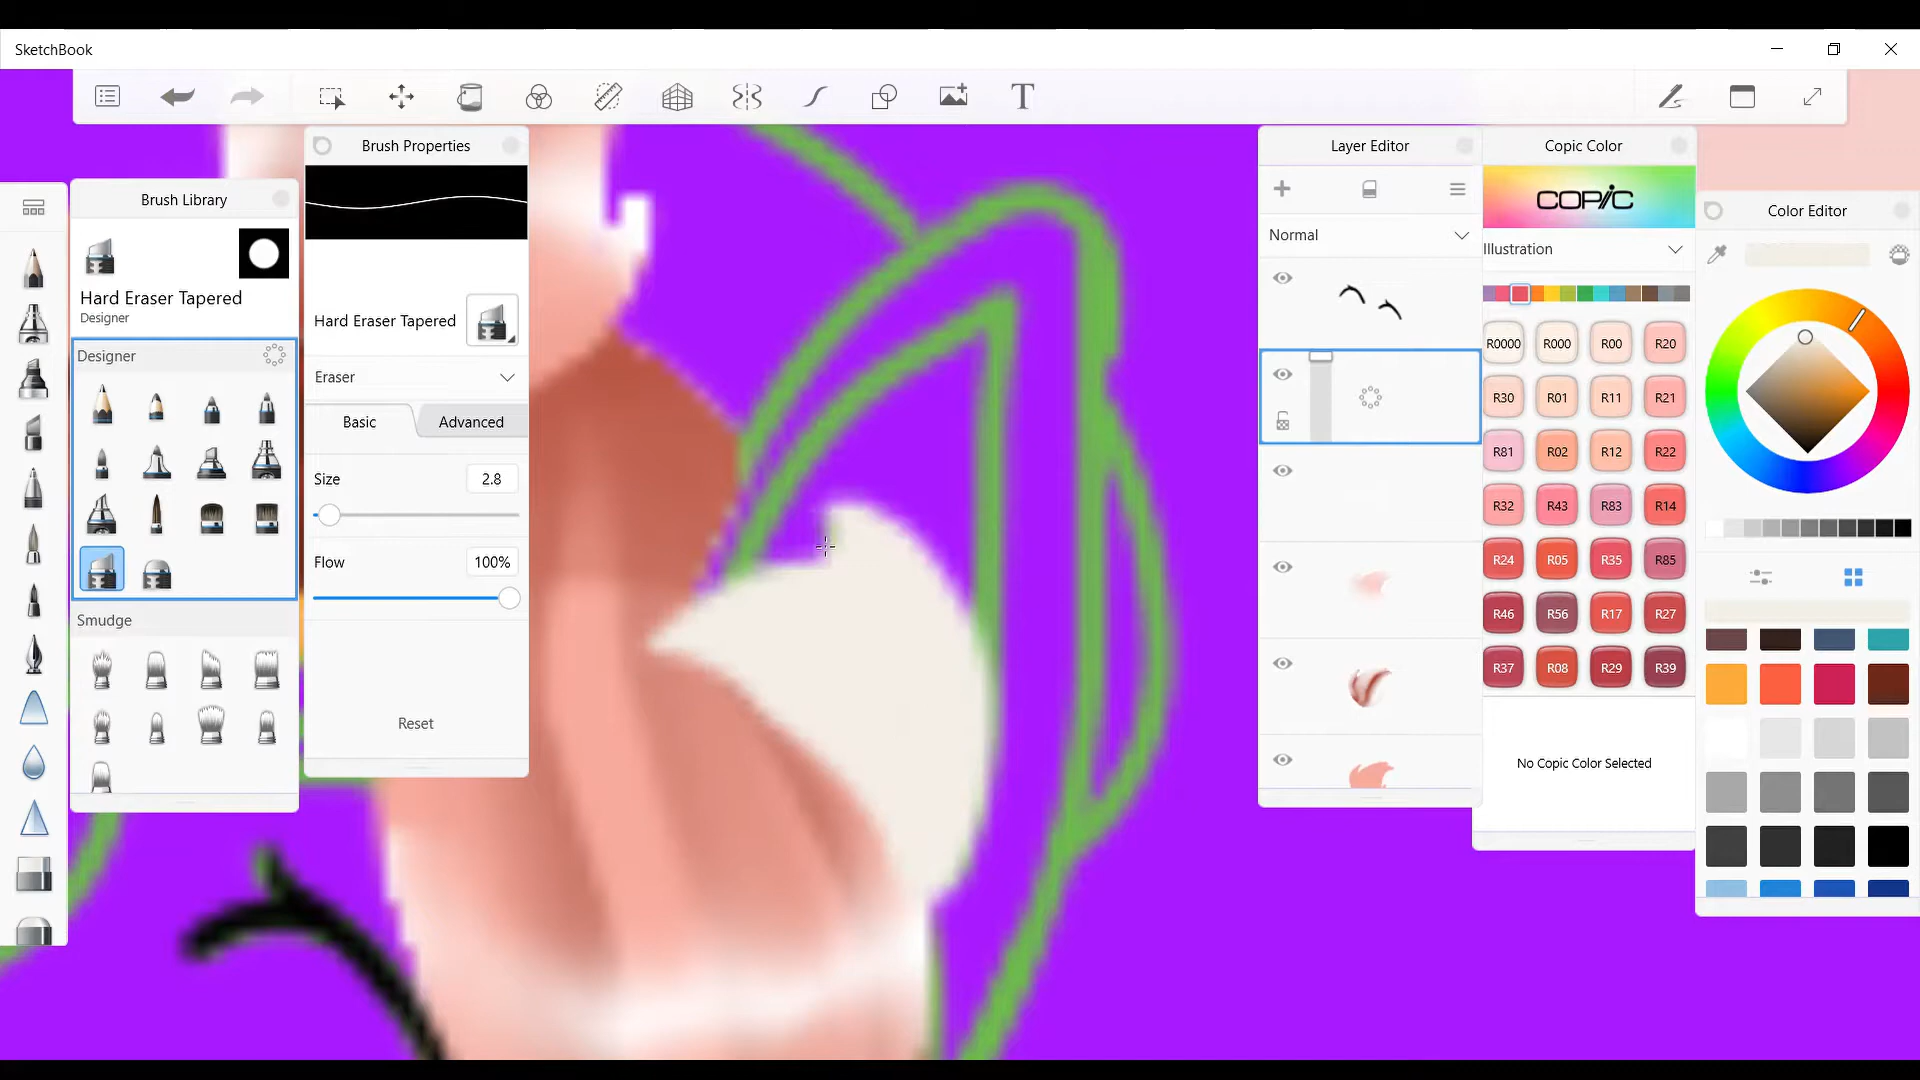 SketchBook
T
Brush Properties
Brush Library
Hard Eraser Tapered
Designer
Designer
Smudge
Hard Eraser Tapered
Eraser
Basic
Advanced
Size
2.8
Flow
100%
Reset
Layer Editor
Normal
Copic Color
COPIC
Illustration
R0000
R000
R00
R20
R30
R01
R11
R21
R81
R02
R12
R22
R32
R43
R83
R14
R24
R05
R35
R85
R46
R56
R17
R27
R37
R08
R29
R39
No Copic Color Selected
Color Editor